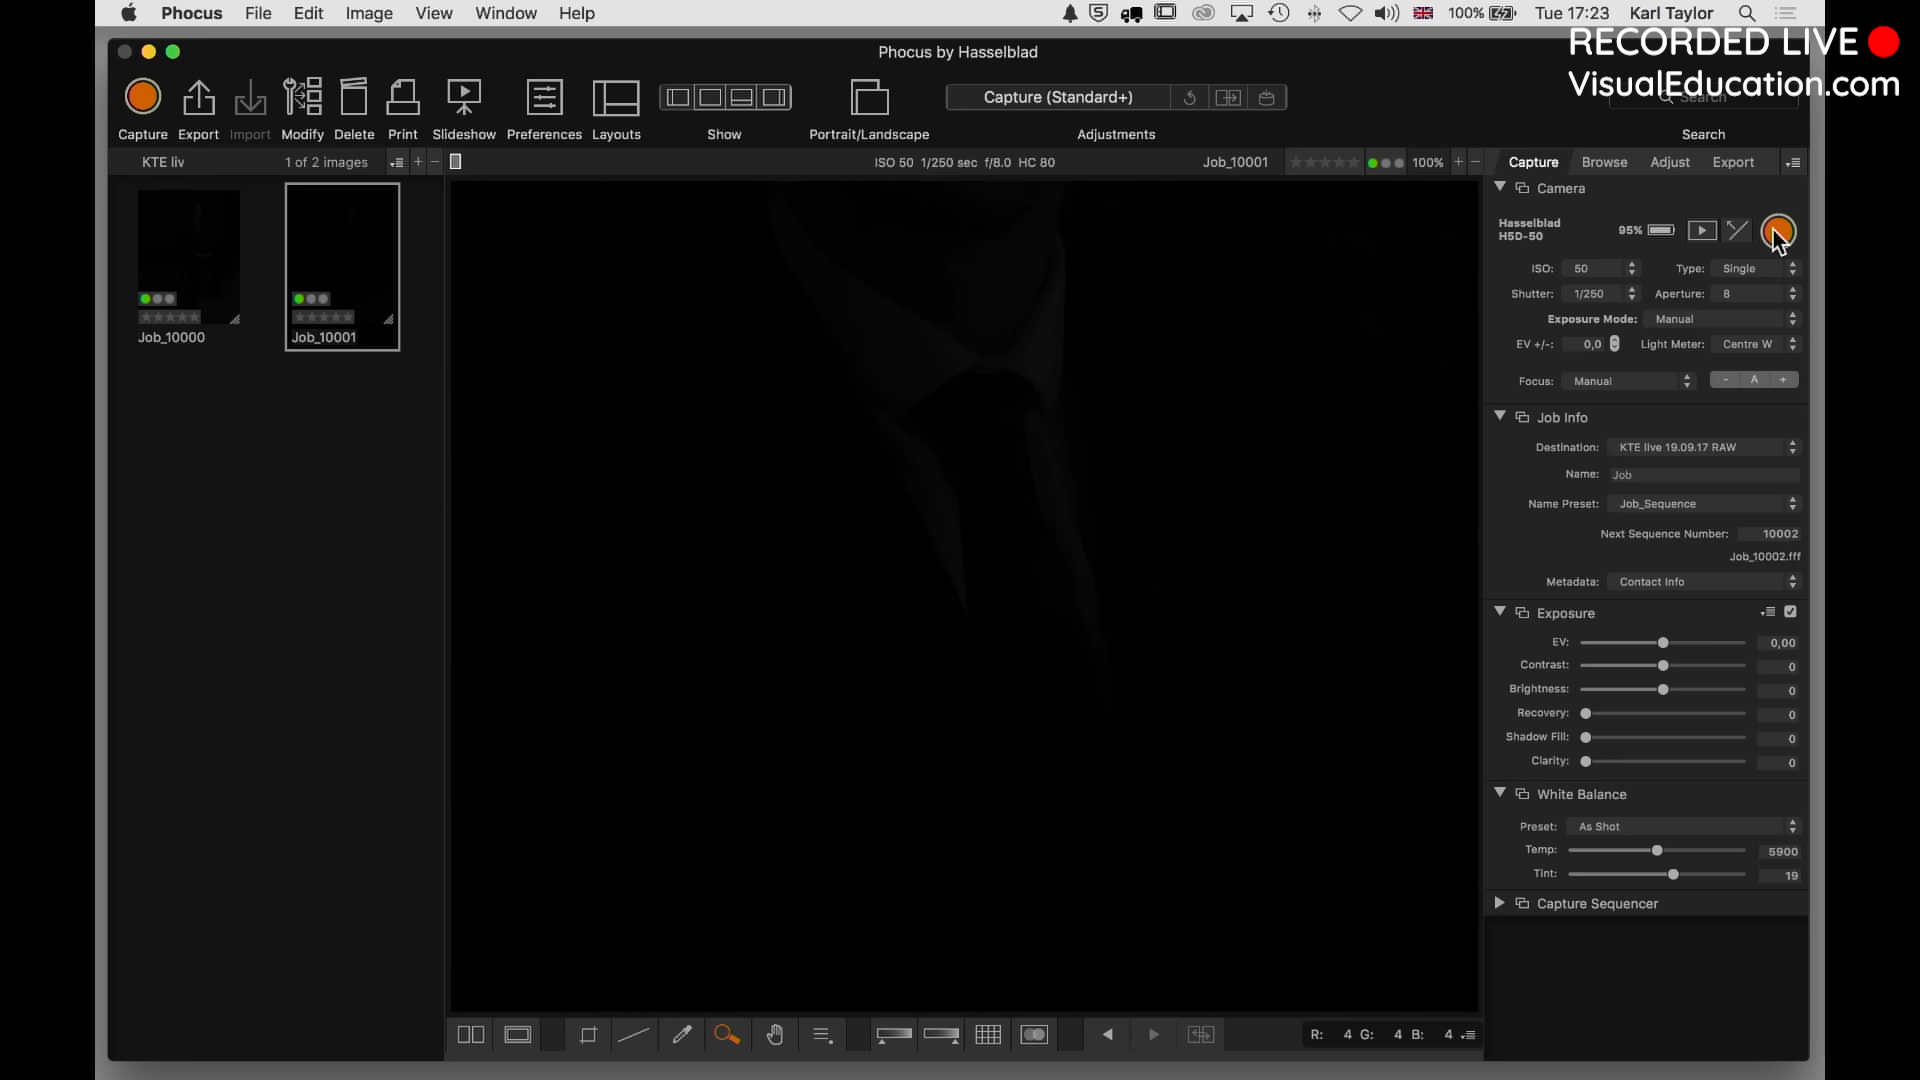 Phocus File Edit Image View Window Help
100% Tue 17:23 Karl Taylor
RECORDED LIVE
VisualEducation.com
Phocus by Hasselblad
Capture (Standard+)
Search
Capture Export Import Modify Delete Print Slideshow Preferences Layouts Show Portrait/Landscape Adjustments Search
KTE liv 1 of 2 images + −
ISO 50 1/250 sec f/8.0 HC 80 Job_10001 100% + −
Capture Browse Adjust Export
Job_10000
Job_10001
Camera
Hasselblad
H5D-50
95%
ISO: 50 Type: Single
Shutter: 1/250 Aperture: 8
Exposure Mode: Manual
EV +/-: 0,0 Light Meter: Centre W
Focus: Manual - A +
Job Info
Destination: KTE live 19.09.17 RAW
Name: Job
Name Preset: Job_Sequence
Next Sequence Number: 10002
Job_10002.fff
Metadata: Contact Info
Exposure
EV: 0,00
Contrast: 0
Brightness: 0
Recovery: 0
Shadow Fill: 0
Clarity: 0
White Balance
Preset: As Shot
Temp: 5900
Tint: 19
Capture Sequencer
R: 4 G: 4 B: 4